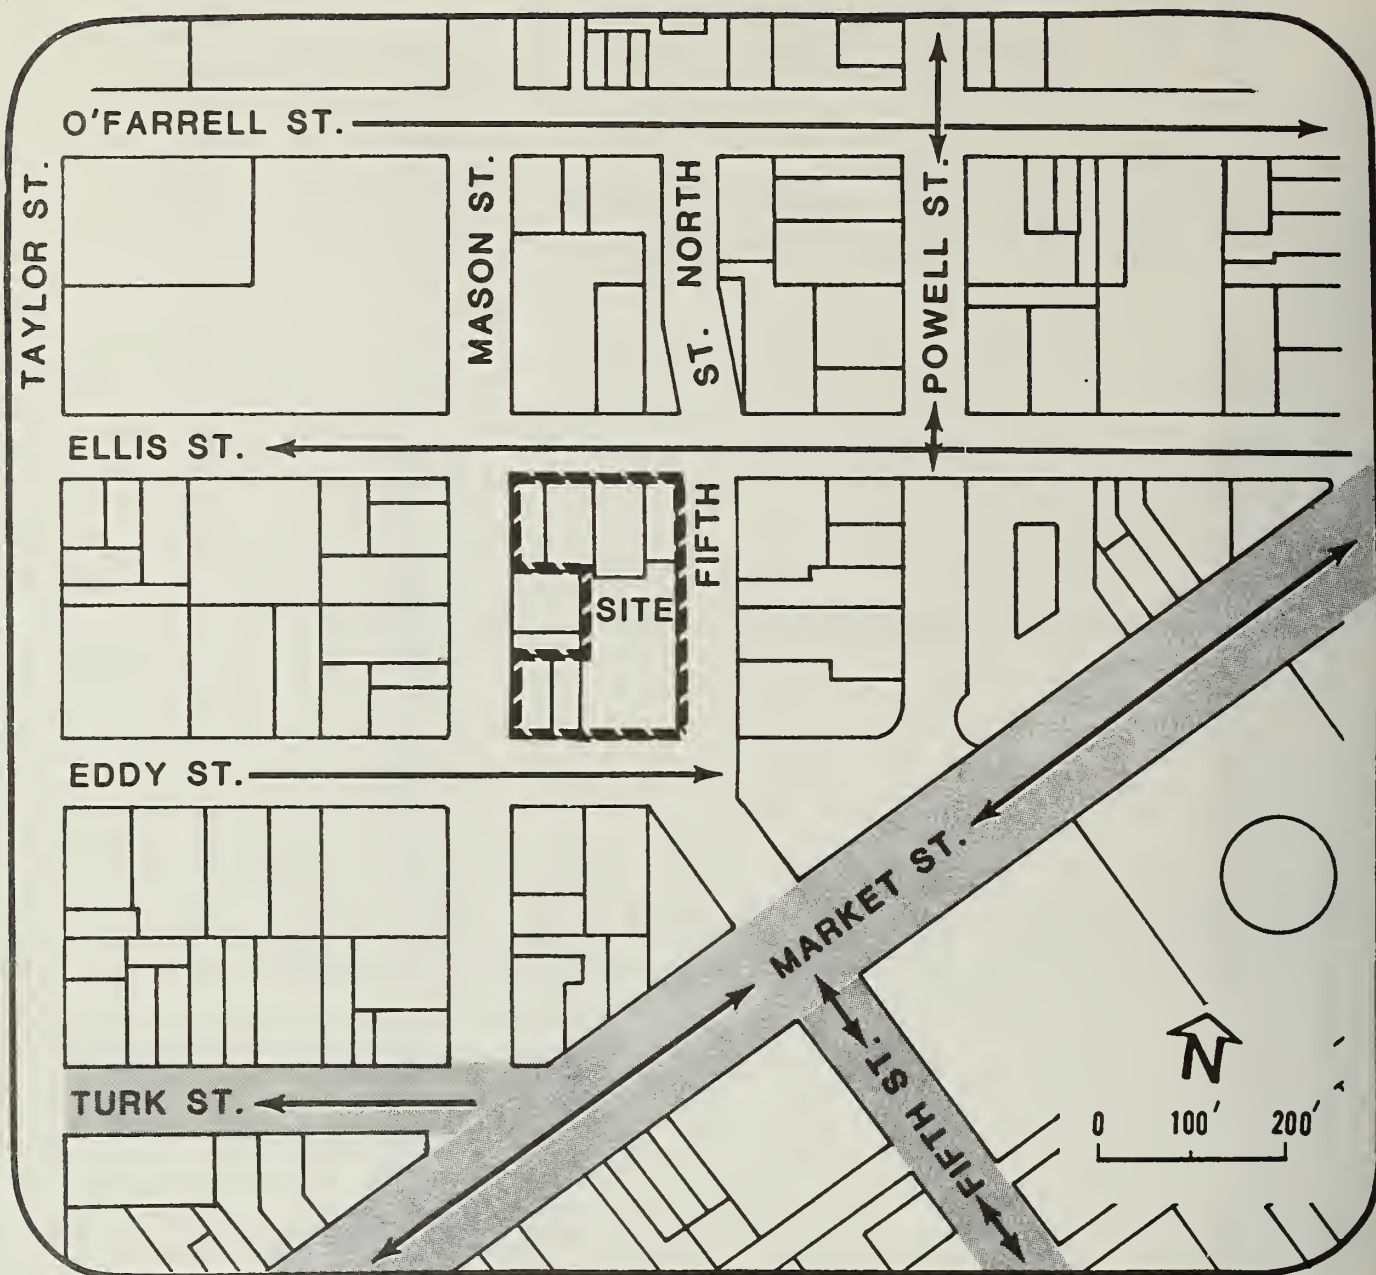 O'FARRELL ST.
TAYLOR ST.
MASON ST.
FIFTH ST. NORTH
POWELL ST.
ELLIS ST.
SITE
EDDY ST.
MARKET ST.
FIFTH ST.
TURK ST.
N
0 100' 200'